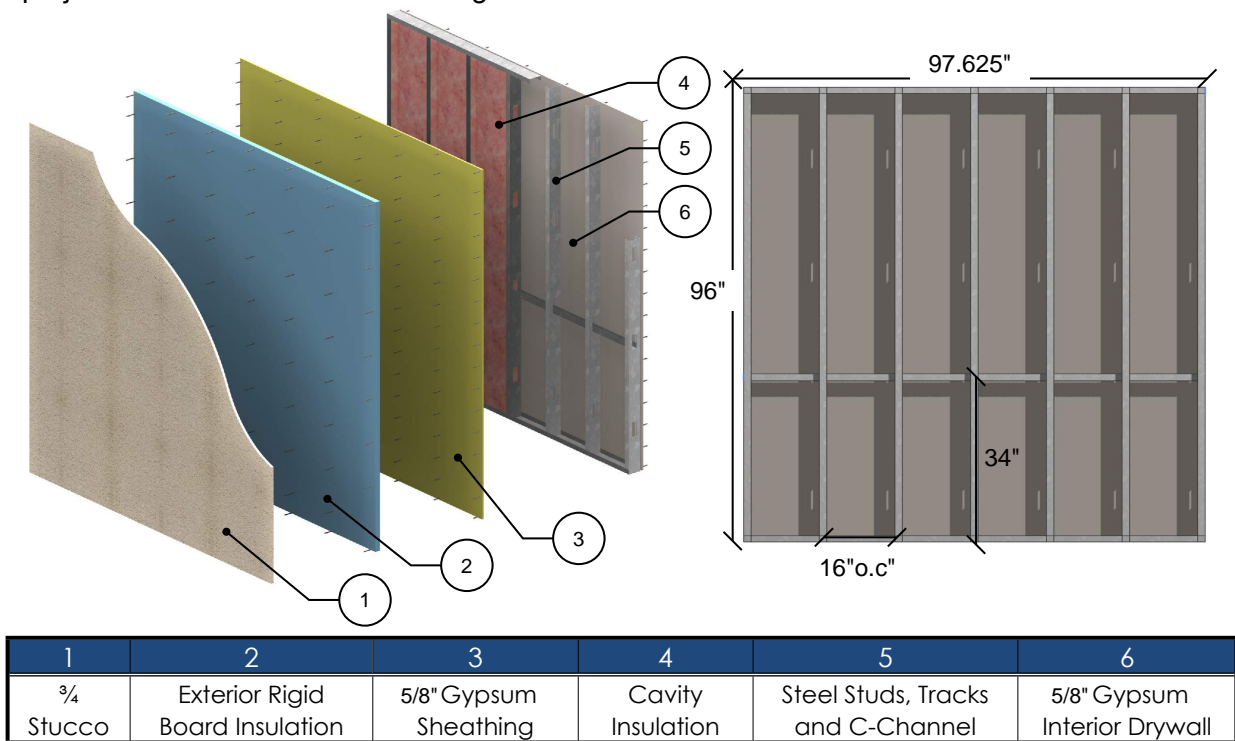 97.625"
4
5
6
96"
34"
3
2
16"o.c"
1
1 2 3 4 5 6
¾ Exterior Rigid 5/8" Gypsum Cavity Steel Studs, Tracks 5/8" Gypsum
Stucco Board Insulation Sheathing Insulation and C-Channel Interior Drywall